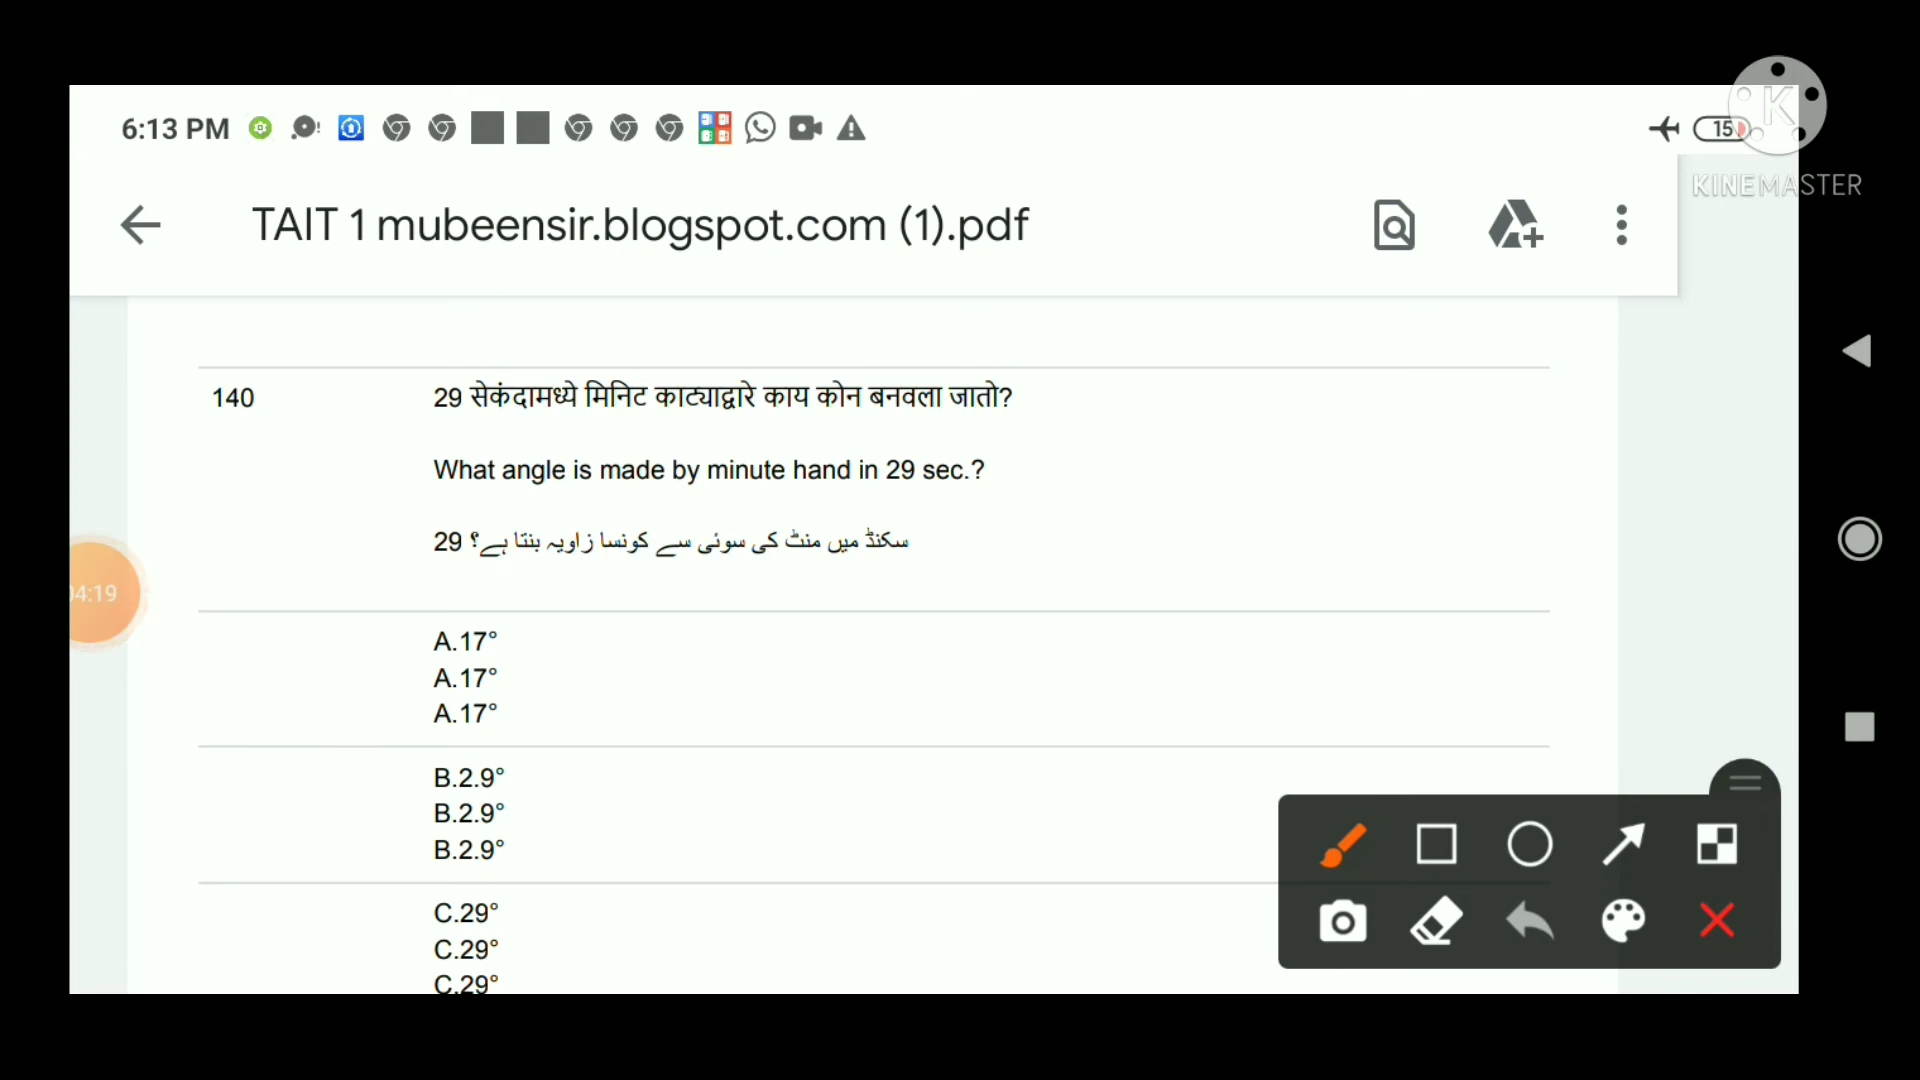 6:13 PM
15
KINEMASTER
TAIT 1 mubeensir.blogspot.com (1).pdf
140
29 सेकंदामध्ये मिनिट काट्याद्वारे काय कोन बनवला जातो?
What angle is made by minute hand in 29 sec.?
29 سکنڈ میں منٹ کی سوئی سے کونسا زاویہ بنتا ہے؟
04:19
A.17°
A.17°
A.17°
B.2.9°
B.2.9°
B.2.9°
C.29°
C.29°
C.29°